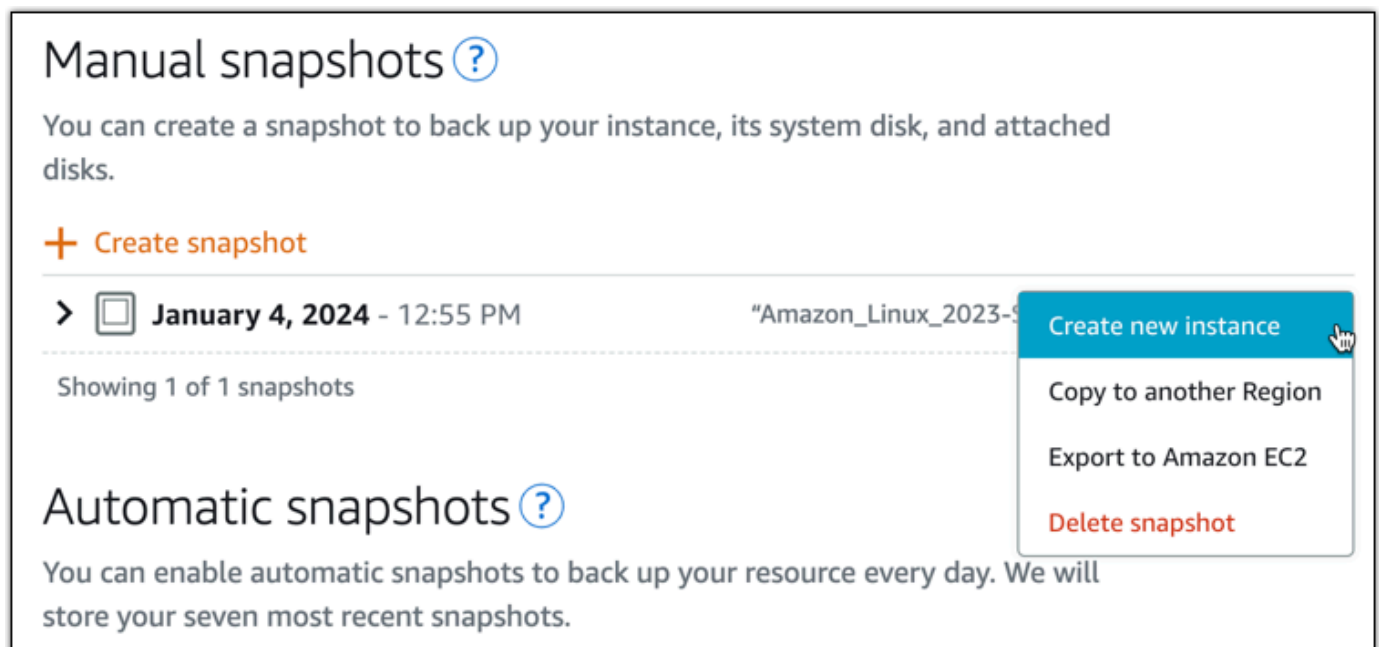 Manual snapshots ?
You can create a snapshot to back up your instance, its system disk, and attached
disks.
+ Create snapshot
January 4, 2024 - 12:55 PM
“Amazon_Linux_2023-
Create new instance
Copy to another Region
Export to Amazon EC2
Delete snapshot
Showing 1 of 1 snapshots
Automatic snapshots ?
You can enable automatic snapshots to back up your resource every day. We will
store your seven most recent snapshots.